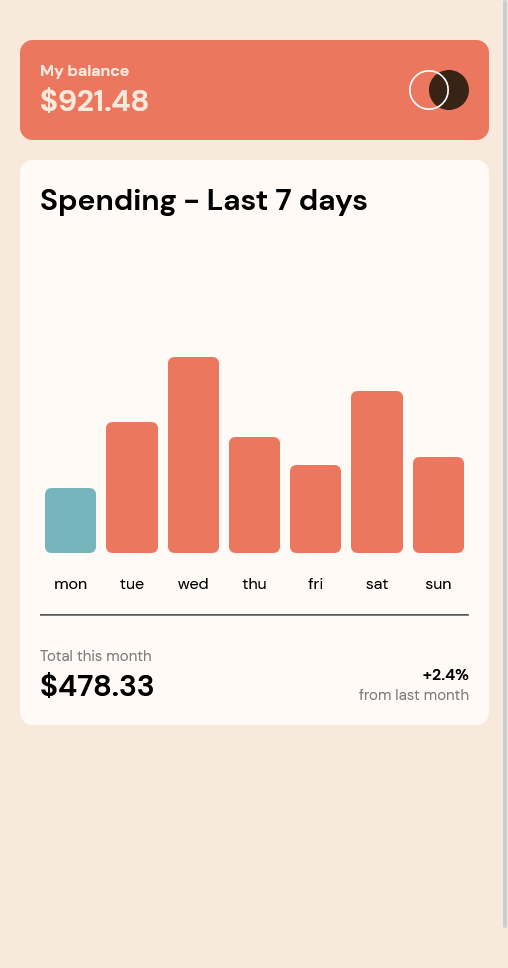 My balance
$921.48
Spending - Last 7 days
mon tue wed thu fri sat sun
Total this month
$478.33
+2.4%
from last month